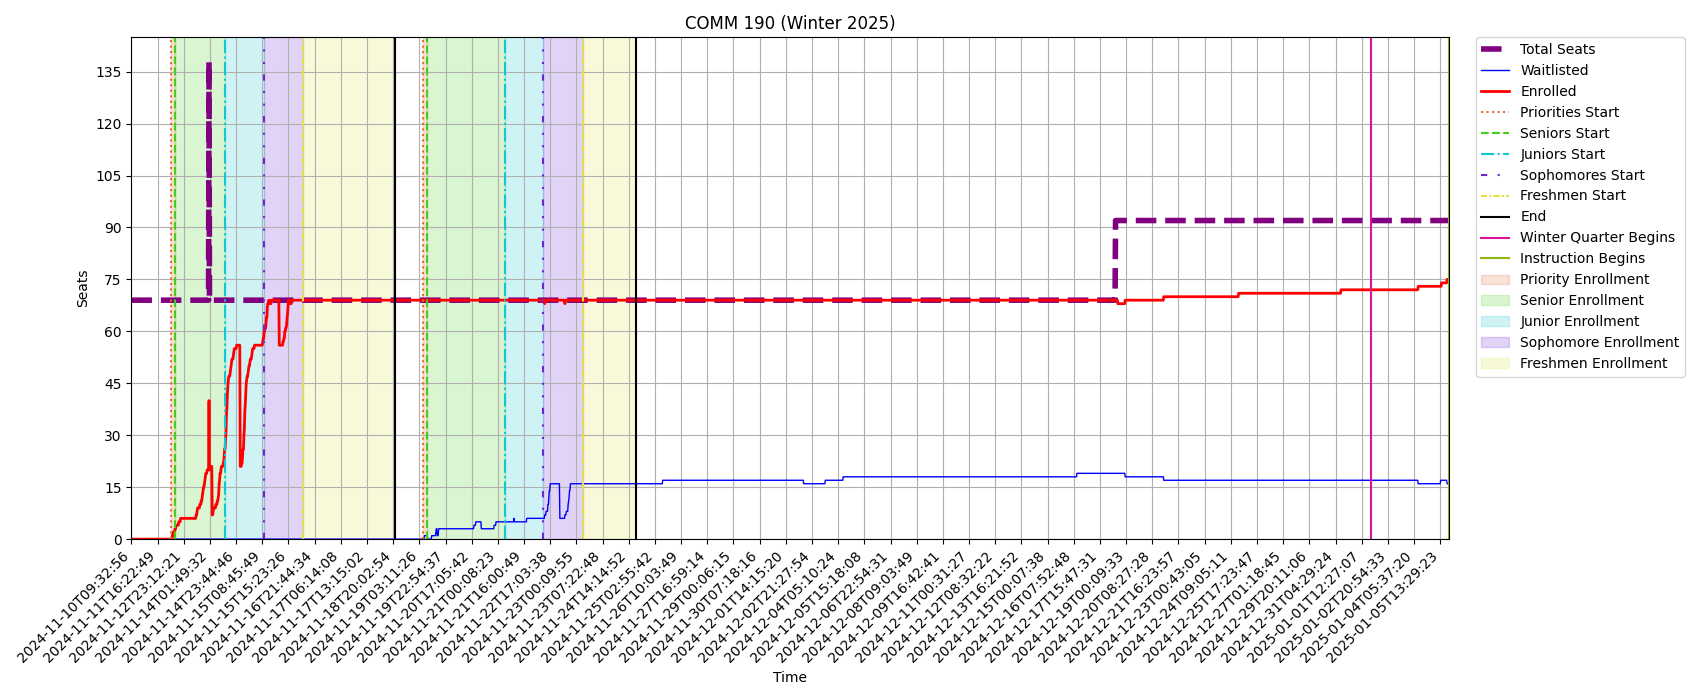 COMM 190 (Winter 2025)
Seats
135
120
105
90
75
60
45
30
15
0
2024-11-10T09:32:56
2024-11-11T16:22:49
2024-11-12T23:12:21
2024-11-14T01:49:32
2024-11-14T23:44:46
2024-11-15T08:45:49
2024-11-15T15:23:26
2024-11-16T21:44:34
2024-11-17T06:14:08
2024-11-17T13:15:02
2024-11-18T20:02:54
2024-11-19T03:11:26
2024-11-19T22:54:37
2024-11-20T17:05:42
2024-11-21T00:08:23
2024-11-21T16:00:49
2024-11-22T17:03:38
2024-11-23T00:09:55
2024-11-23T07:22:48
2024-11-24T14:14:52
2024-11-25T02:55:42
2024-11-26T10:03:49
2024-11-27T16:59:14
2024-11-29T00:06:15
2024-11-30T07:18:16
2024-12-01T14:15:20
2024-12-02T21:27:54
2024-12-04T05:10:24
2024-12-05T15:18:08
2024-12-06T22:54:31
2024-12-08T09:03:49
2024-12-09T16:42:41
2024-12-11T00:31:27
2024-12-12T08:32:22
2024-12-13T16:21:52
2024-12-15T00:07:38
2024-12-16T07:52:48
2024-12-17T15:47:31
2024-12-19T00:09:33
2024-12-20T08:27:28
2024-12-21T16:23:57
2024-12-23T00:43:05
2024-12-24T09:05:11
2024-12-25T17:23:47
2024-12-27T01:18:45
2024-12-29T20:11:06
2024-12-31T04:29:24
2025-01-01T12:27:07
2025-01-02T20:54:33
2025-01-04T05:37:20
2025-01-05T13:29:23
Time
Total Seats
Waitlisted
Enrolled
Priorities Start
Seniors Start
Juniors Start
Sophomores Start
Freshmen Start
End
Winter Quarter Begins
Instruction Begins
Priority Enrollment
Senior Enrollment
Junior Enrollment
Sophomore Enrollment
Freshmen Enrollment